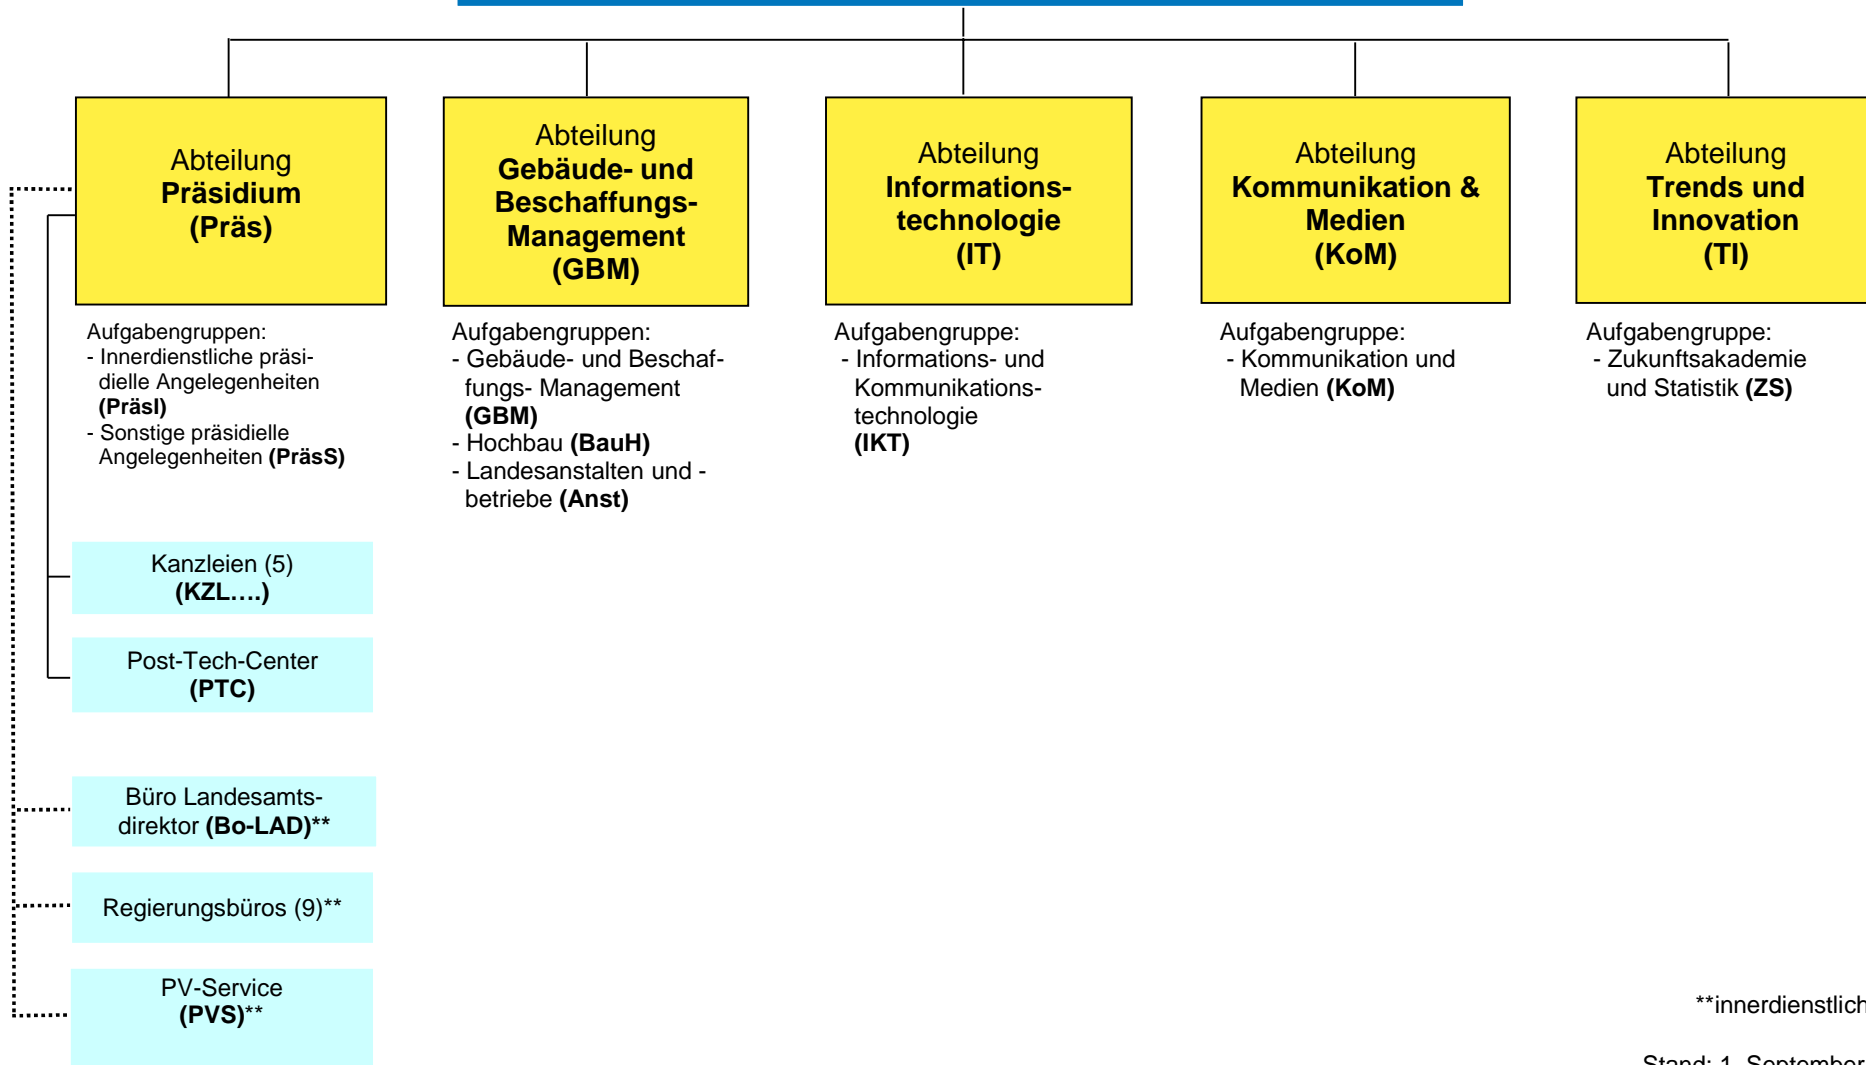 Abteilung
Präsidium
(Präs)
Abteilung
Gebäude- und
Beschaffungs-
Management
(GBM)
Abteilung
Informations-
technologie
(IT)
Abteilung
Kommunikation &
Medien
(KoM)
Abteilung
Trends und
Innovation
(TI)
Aufgabengruppen:
- Innerdienstliche präsi-
dielle Angelegenheiten
(PräsI)
- Sonstige präsidielle
Angelegenheiten (PräsS)
Aufgabengruppen:
- Gebäude- und Beschaf-
fungs- Management
(GBM)
- Hochbau (BauH)
- Landesanstalten und -
betriebe (Anst)
Aufgabengruppe:
- Informations- und
Kommunikations-
technologie
(IKT)
Aufgabengruppe:
- Kommunikation und
Medien (KoM)
Aufgabengruppe:
- Zukunftsakademie
und Statistik (ZS)
Kanzleien (5)
(KZL….)
Post-Tech-Center
(PTC)
Büro Landesamts-
direktor (Bo-LAD)**
Regierungsbüros (9)**
PV-Service
(PVS)**
**innerdienstlich
Stand: 1. September